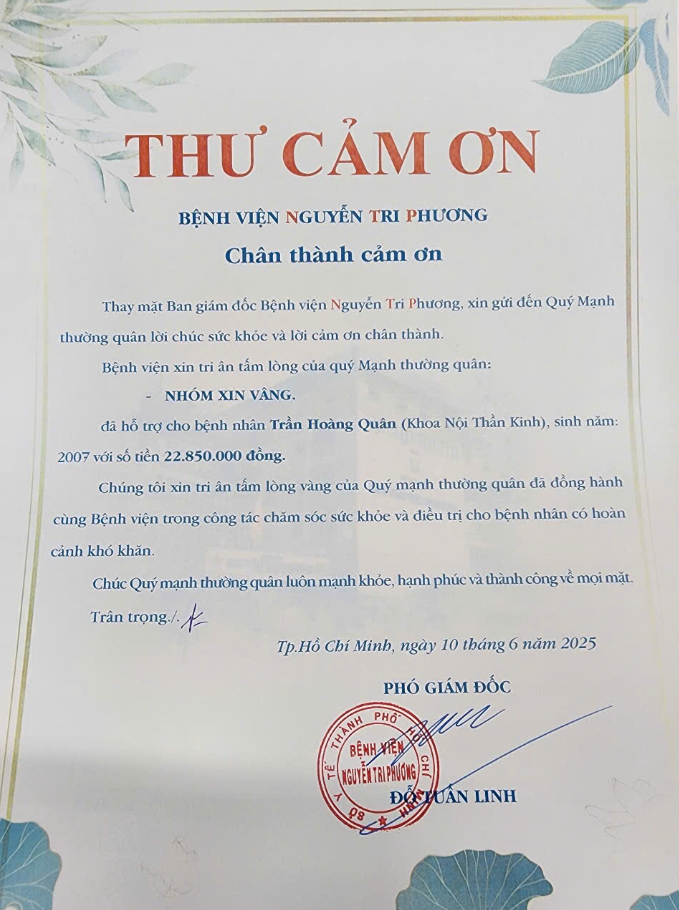 THƯ CẢM ƠN
BỆNH VIỆN NGUYỄN TRI PHƯƠNG
Chân thành cảm ơn
Thay mặt Ban giám đốc Bệnh viện Nguyễn Tri Phương, xin gửi đến Quý Mạnh
thường quân lời chúc sức khỏe và lời cảm ơn chân thành.
Bệnh viện xin tri ân tấm lòng của quý Mạnh thường quân:
- NHÓM XIN VÂNG.
đã hỗ trợ cho bệnh nhân Trần Hoàng Quân (Khoa Nội Thần Kinh), sinh năm:
2007 với số tiền 22.850.000 đồng.
Chúng tôi xin tri ân tấm lòng vàng của Quý mạnh thường quân đã đồng hành
cùng Bệnh viện trong công tác chăm sóc sức khỏe và điều trị cho bệnh nhân có hoàn
cảnh khó khăn.
Chúc Quý mạnh thường quân luôn mạnh khỏe, hạnh phúc và thành công về mọi mặt.
Trân trọng./.
Tp.Hồ Chí Minh, ngày 10 tháng 6 năm 2025
PHÓ GIÁM ĐỐC
SỞ Y TẾ THÀNH PHỐ HỒ CHÍ MINH
BỆNH VIỆN
NGUYỄN TRI PHƯƠNG
ĐỖ TUẤN LINH